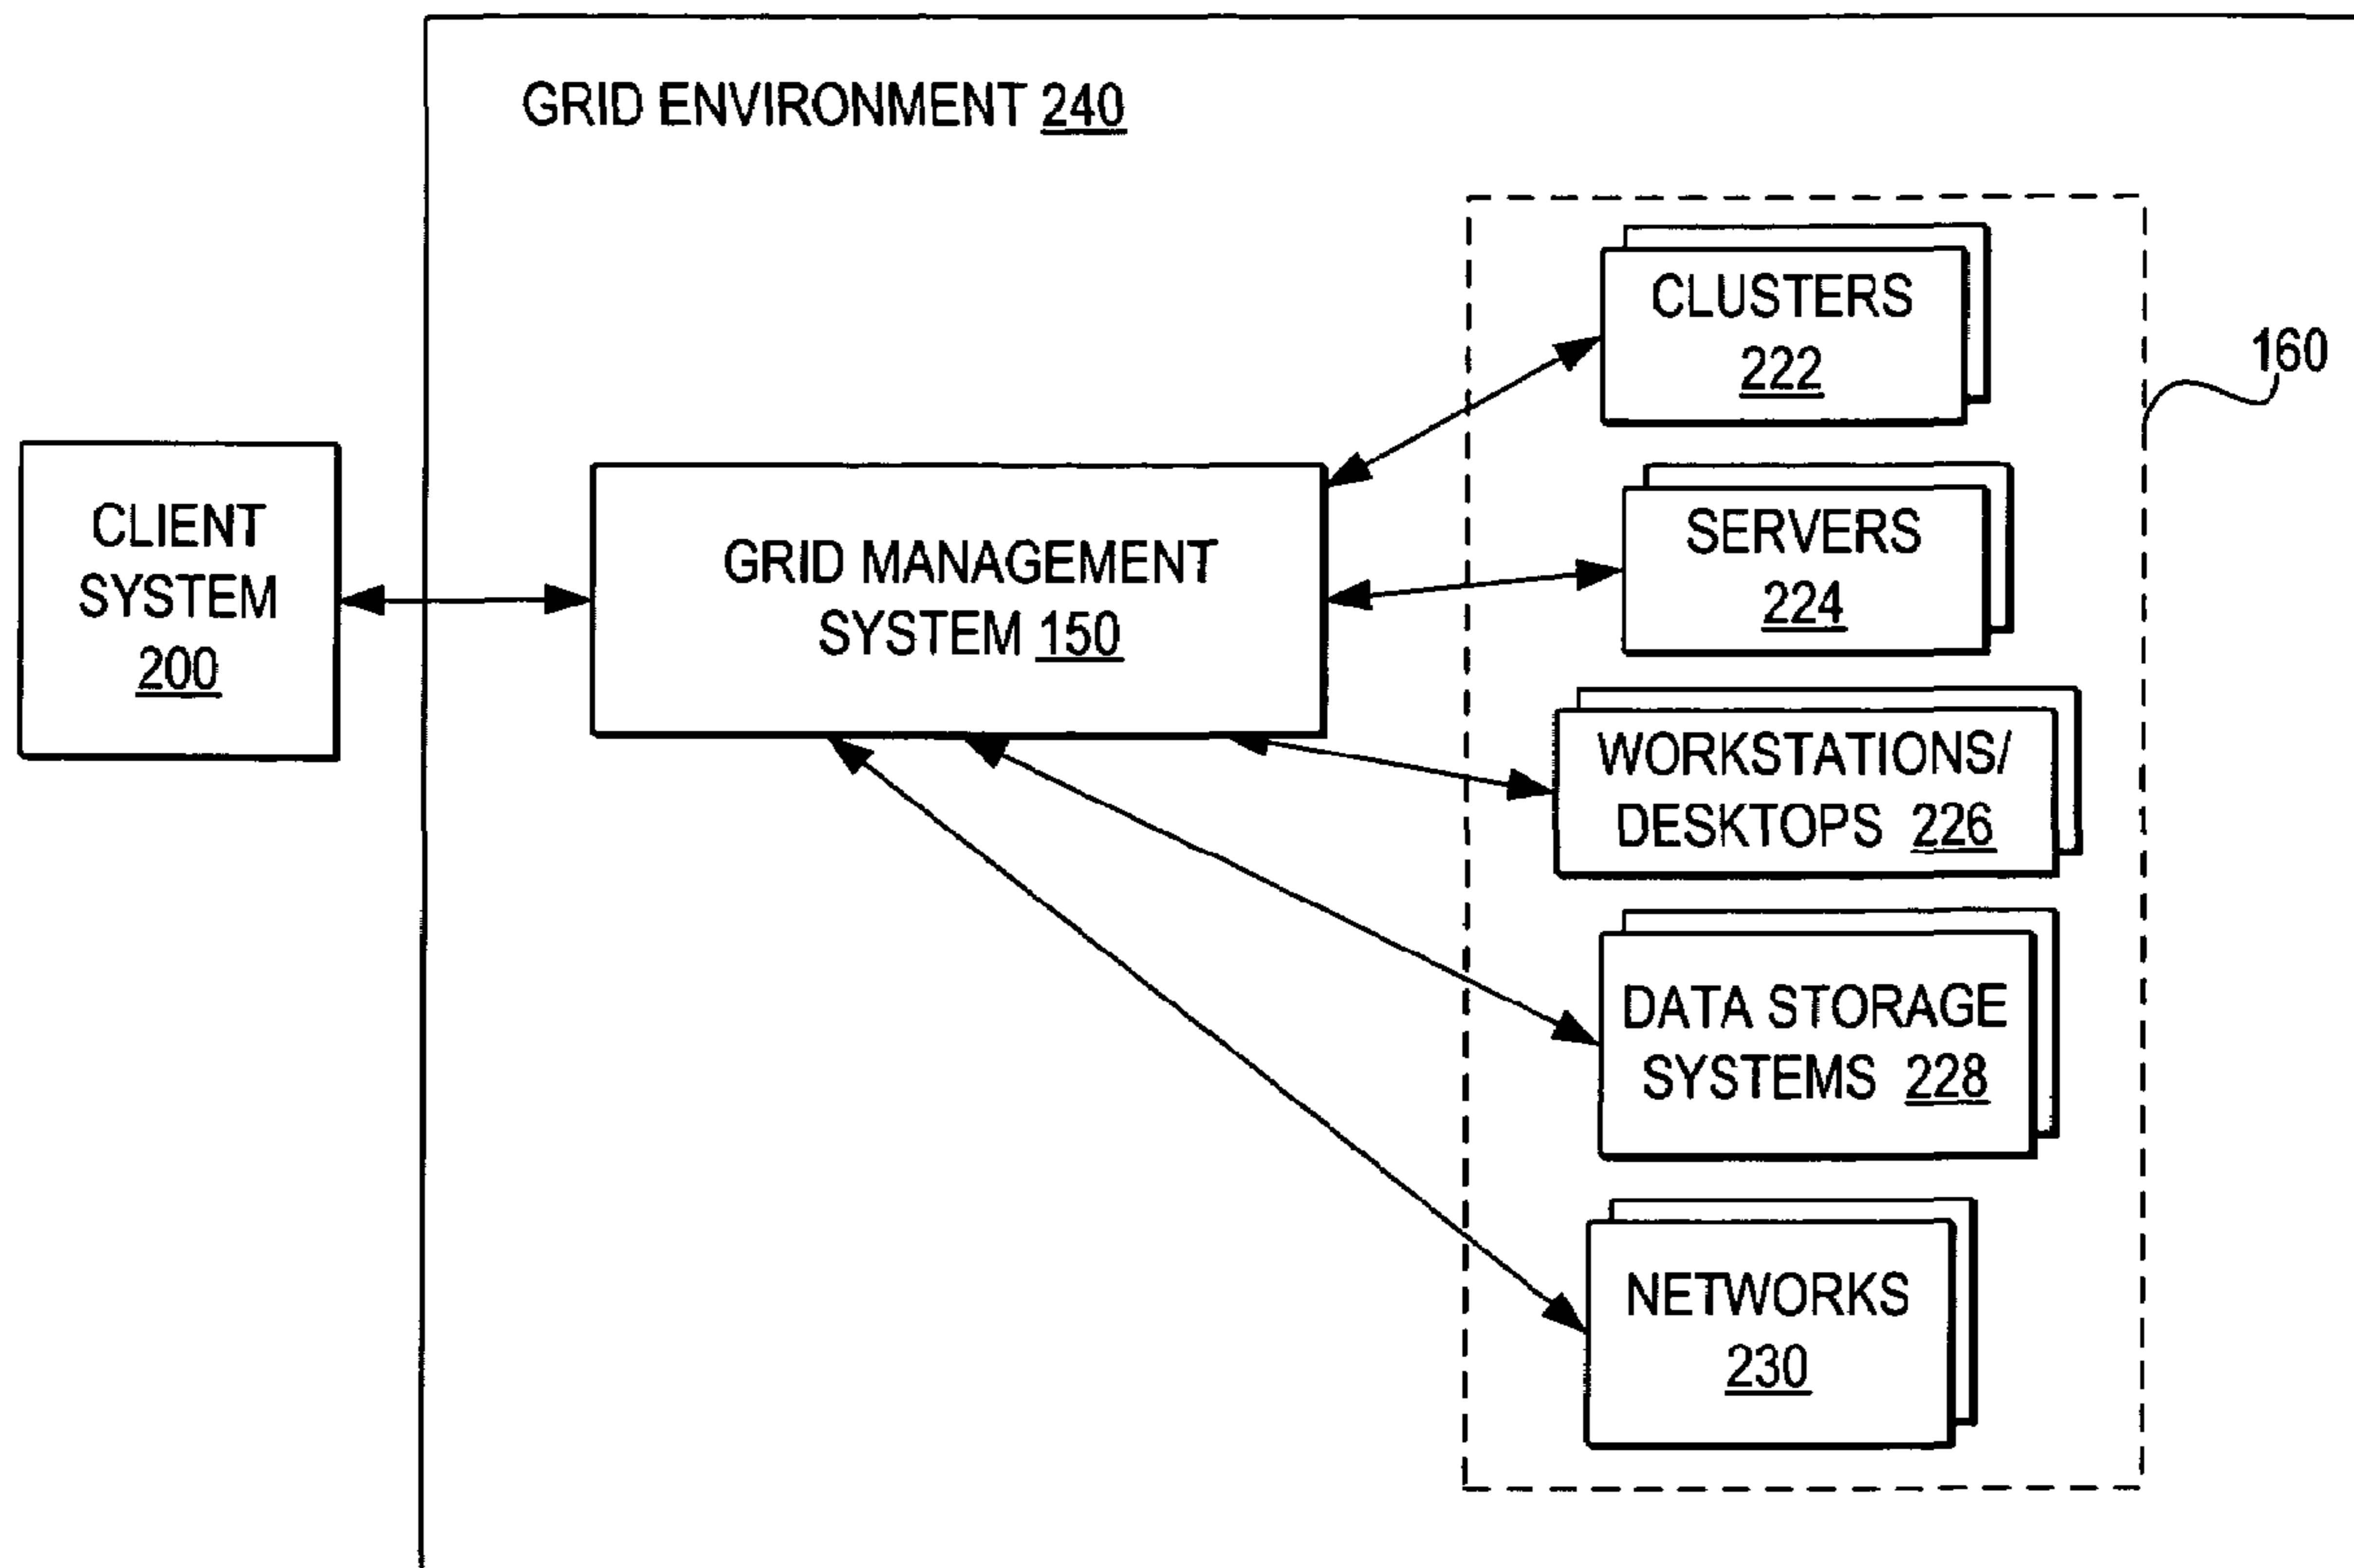 GRID ENVIRONMENT 240
CLIENT
SYSTEM
200
GRID MANAGEMENT
SYSTEM 150
CLUSTERS
222
SERVERS
224
WORKSTATIONS/
DESKTOPS 226
DATA STORAGE
SYSTEMS 228
NETWORKS
230
160